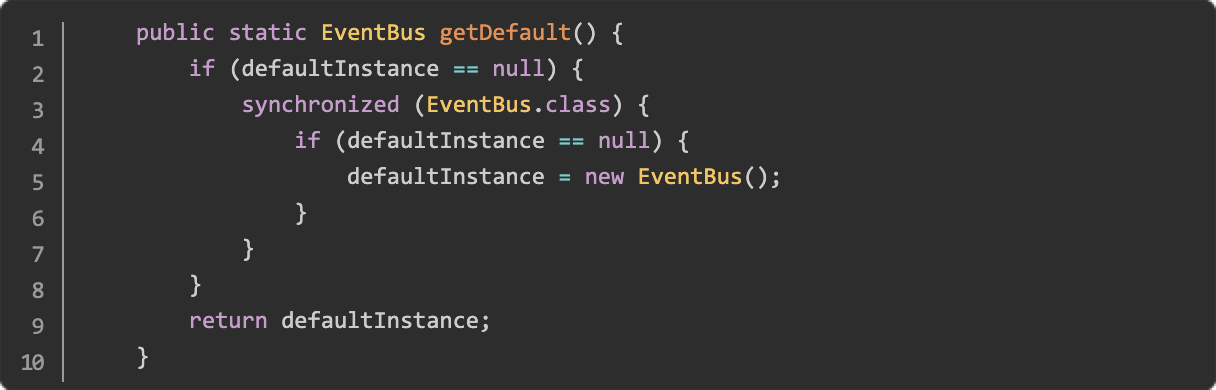 1 public static EventBus getDefault() {
2 if (defaultInstance == null) {
3 synchronized (EventBus.class) {
4 if (defaultInstance == null) {
5 defaultInstance = new EventBus();
6 }
7 }
8 }
9 return defaultInstance;
10 }